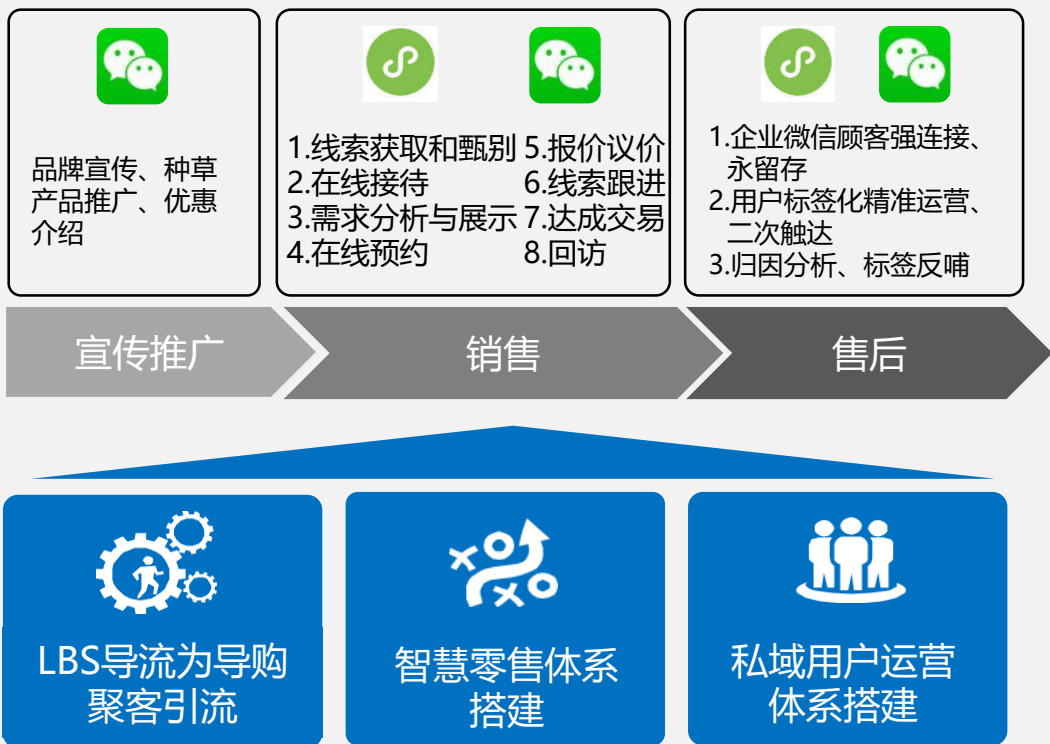 品牌宣传、种草
产品推广、优惠
介绍
1.线索获取和甄别
2.在线接待
3.需求分析与展示
4.在线预约
5.报价议价
6.线索跟进
7.达成交易
8.回访
1.企业微信顾客强连接、
永留存
2.用户标签化精准运营、
二次触达
3.归因分析、标签反哺
宣传推广
销售
售后
LBS导流为导购
聚客引流
智慧零售体系
搭建
私域用户运营
体系搭建